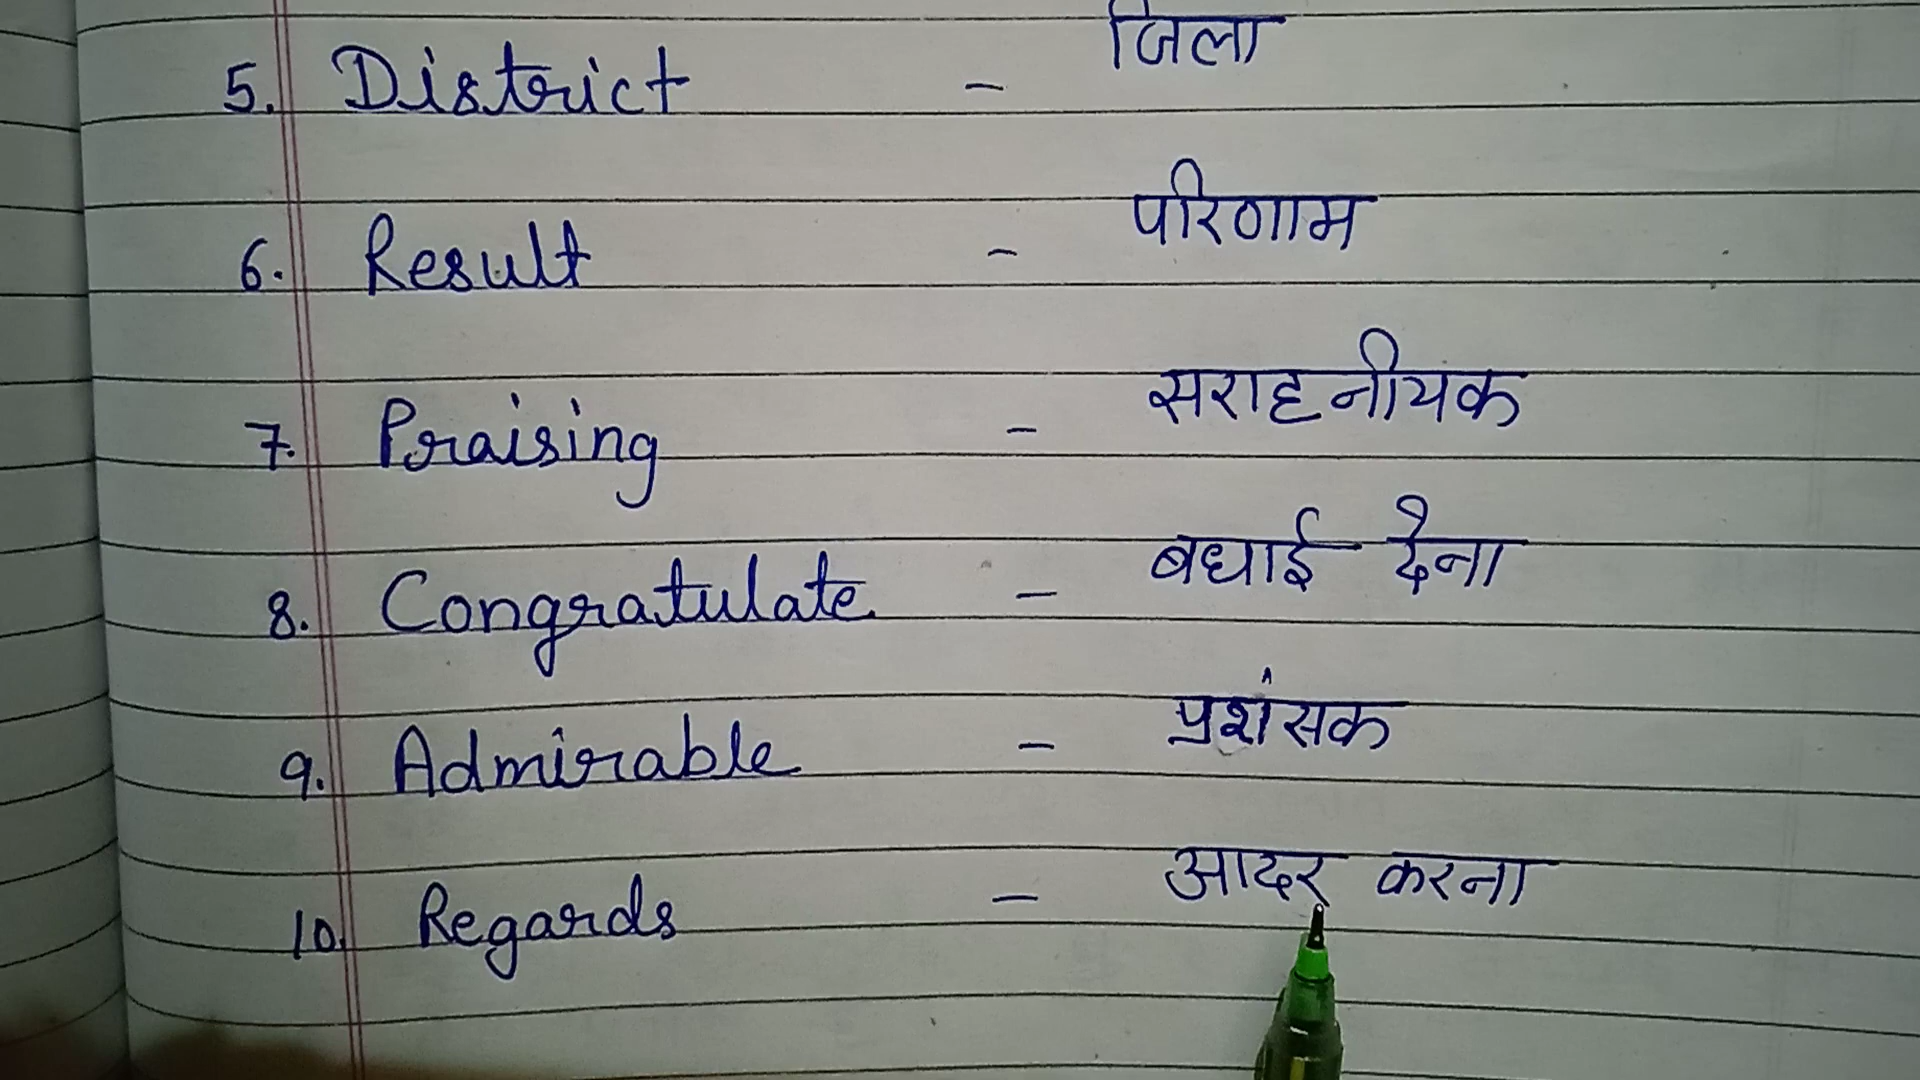 5. District - जिला
6. Result - परिणाम
7. Praising - सराहनीयक
8. Congratulate - बधाई देना
9. Admirable - प्रशंसक
10. Regards - आदर करना